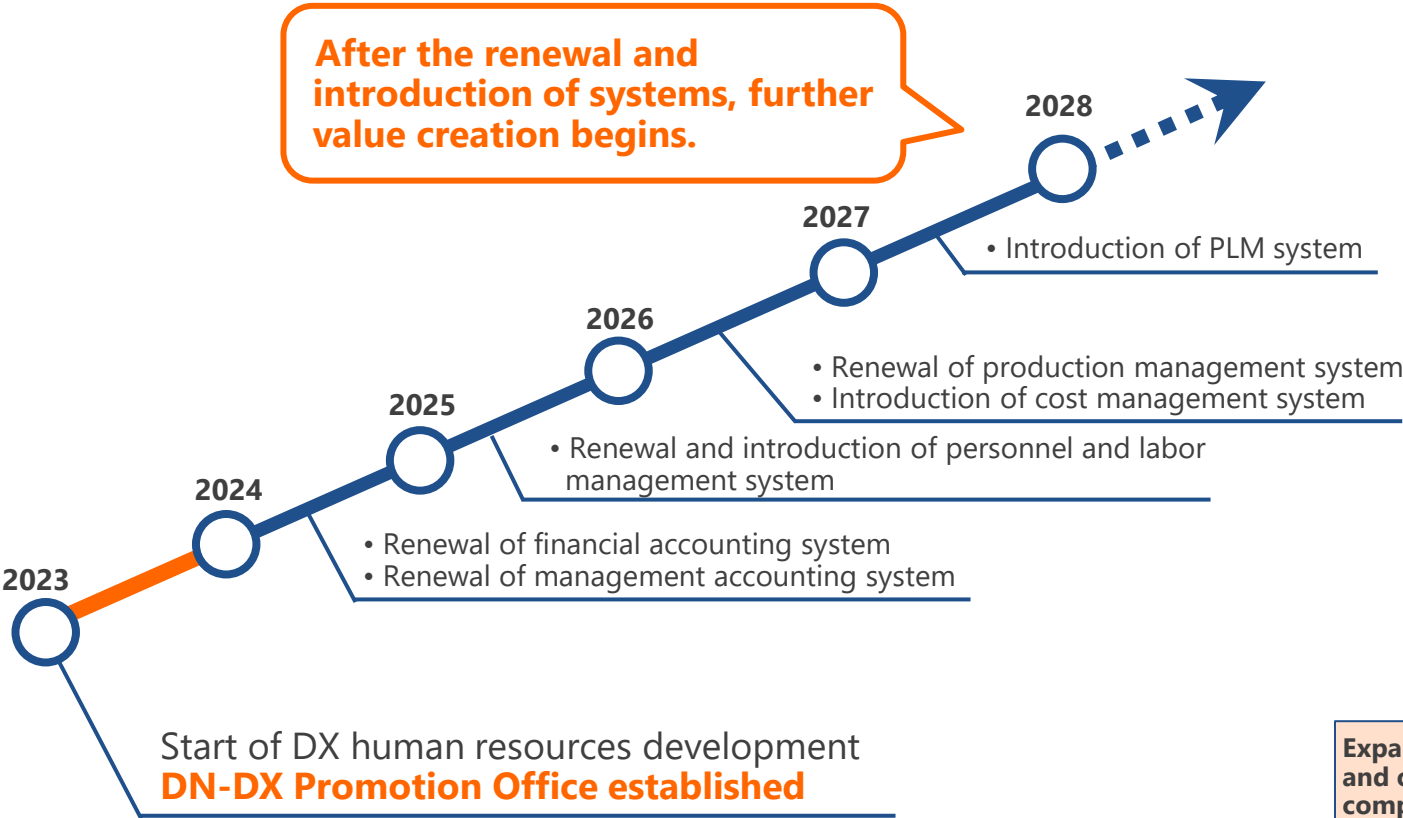 After the renewal and
introduction of systems, further
value creation begins.
2028
2027
• Introduction of PLM system
2026
• Renewal of production management system
• Introduction of cost management system
2025
• Renewal and introduction of personnel and labor
management system
2024
• Renewal of financial accounting system
• Renewal of management accounting system
2023
Start of DX human resources development
DN-DX Promotion Office established
and